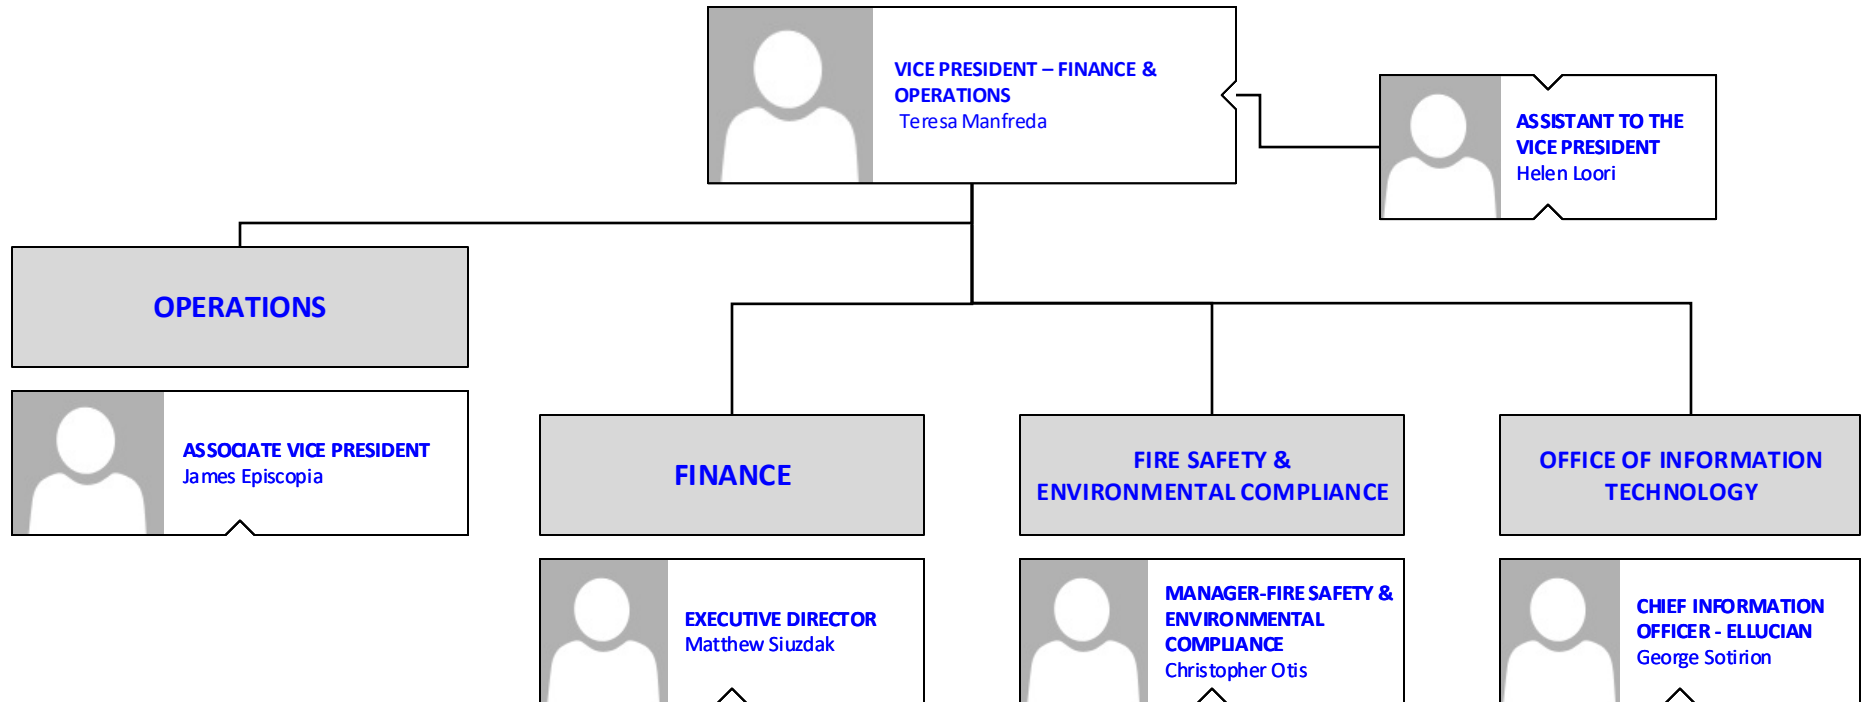 VICE PRESIDENT – FINANCE &
OPERATIONS
Teresa Manfreda
ASSISTANT TO THE
VICE PRESIDENT
Helen Loori
OPERATIONS
ASSOCIATE VICE PRESIDENT
James Episcopia
FINANCE
FIRE SAFETY &
ENVIRONMENTAL COMPLIANCE
OFFICE OF INFORMATION
TECHNOLOGY
EXECUTIVE DIRECTOR
Matthew Siuzdak
MANAGER-FIRE SAFETY &
ENVIRONMENTAL
COMPLIANCE
Christopher Otis
CHIEF INFORMATION
OFFICER - ELLUCIAN
George Sotirion